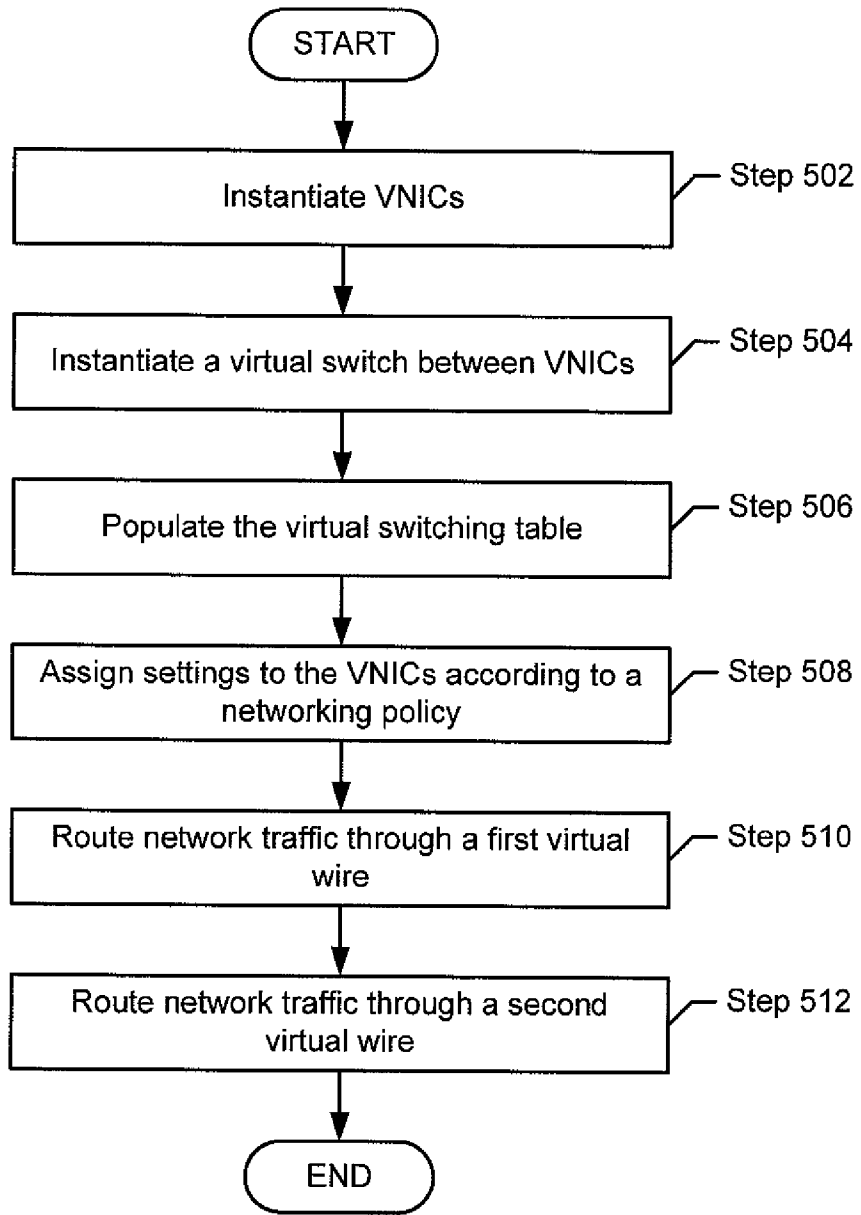 START
Instantiate VNICs
Step 502
Instantiate a virtual switch between VNICs
Step 504
Populate the virtual switching table
Step 506
Assign settings to the VNICs according to a
networking policy
Step 508
Route network traffic through a first virtual
wire
Step 510
Route network traffic through a second
virtual wire
Step 512
END